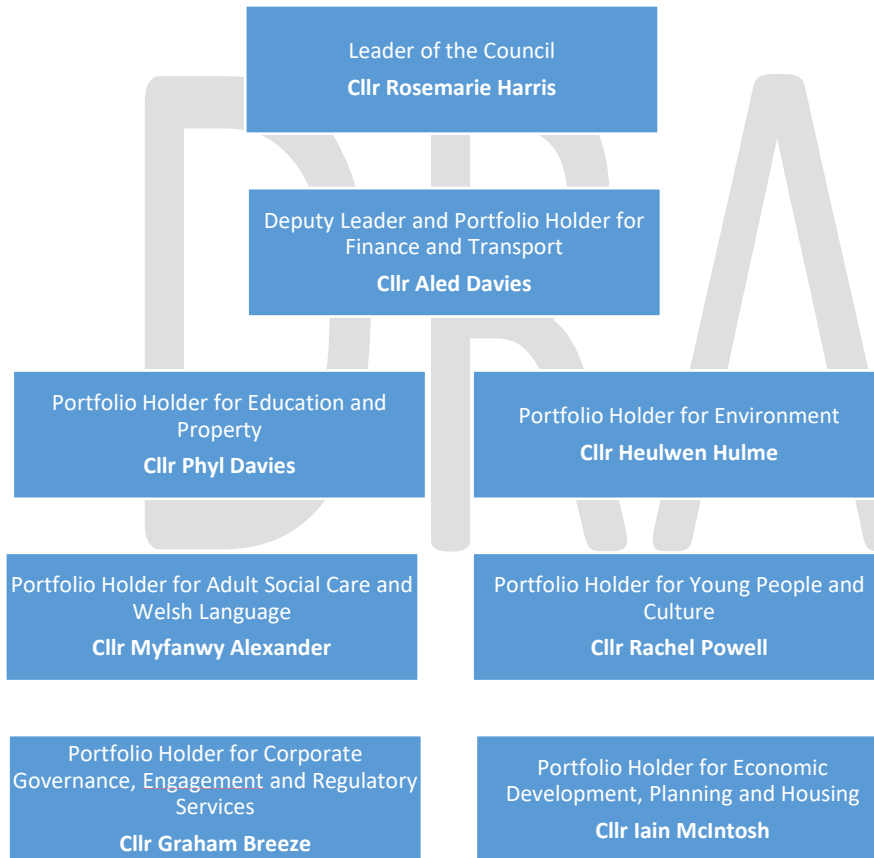 Leader of the Council
Cllr Rosemarie Harris
Deputy Leader and Portfolio Holder for
Finance and Transport
Cllr Aled Davies
Portfolio Holder for Education and
Property
Cllr Phyl Davies
Portfolio Holder for Environment
Cllr Heulwen Hulme
Portfolio Holder for Adult Social Care and
Welsh Language
Cllr Myfanwy Alexander
Portfolio Holder for Young People and
Culture
Cllr Rachel Powell
Portfolio Holder for Corporate
Governance, Engagement and Regulatory
Services
Cllr Graham Breeze
Portfolio Holder for Economic
Development, Planning and Housing
Cllr Iain McIntosh
DRA